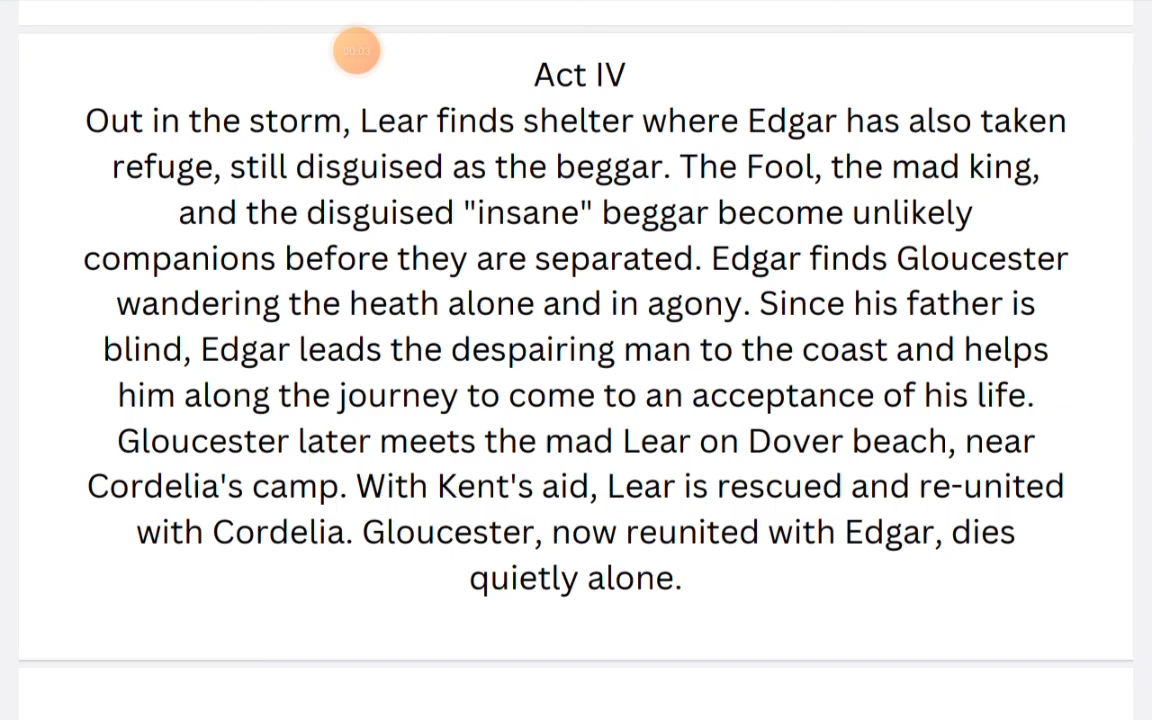 00:03
Act IV
Out in the storm, Lear finds shelter where Edgar has also taken
refuge, still disguised as the beggar. The Fool, the mad king,
and the disguised "insane" beggar become unlikely
companions before they are separated. Edgar finds Gloucester
wandering the heath alone and in agony. Since his father is
blind, Edgar leads the despairing man to the coast and helps
him along the journey to come to an acceptance of his life.
Gloucester later meets the mad Lear on Dover beach, near
Cordelia's camp. With Kent's aid, Lear is rescued and re-united
with Cordelia. Gloucester, now reunited with Edgar, dies
quietly alone.